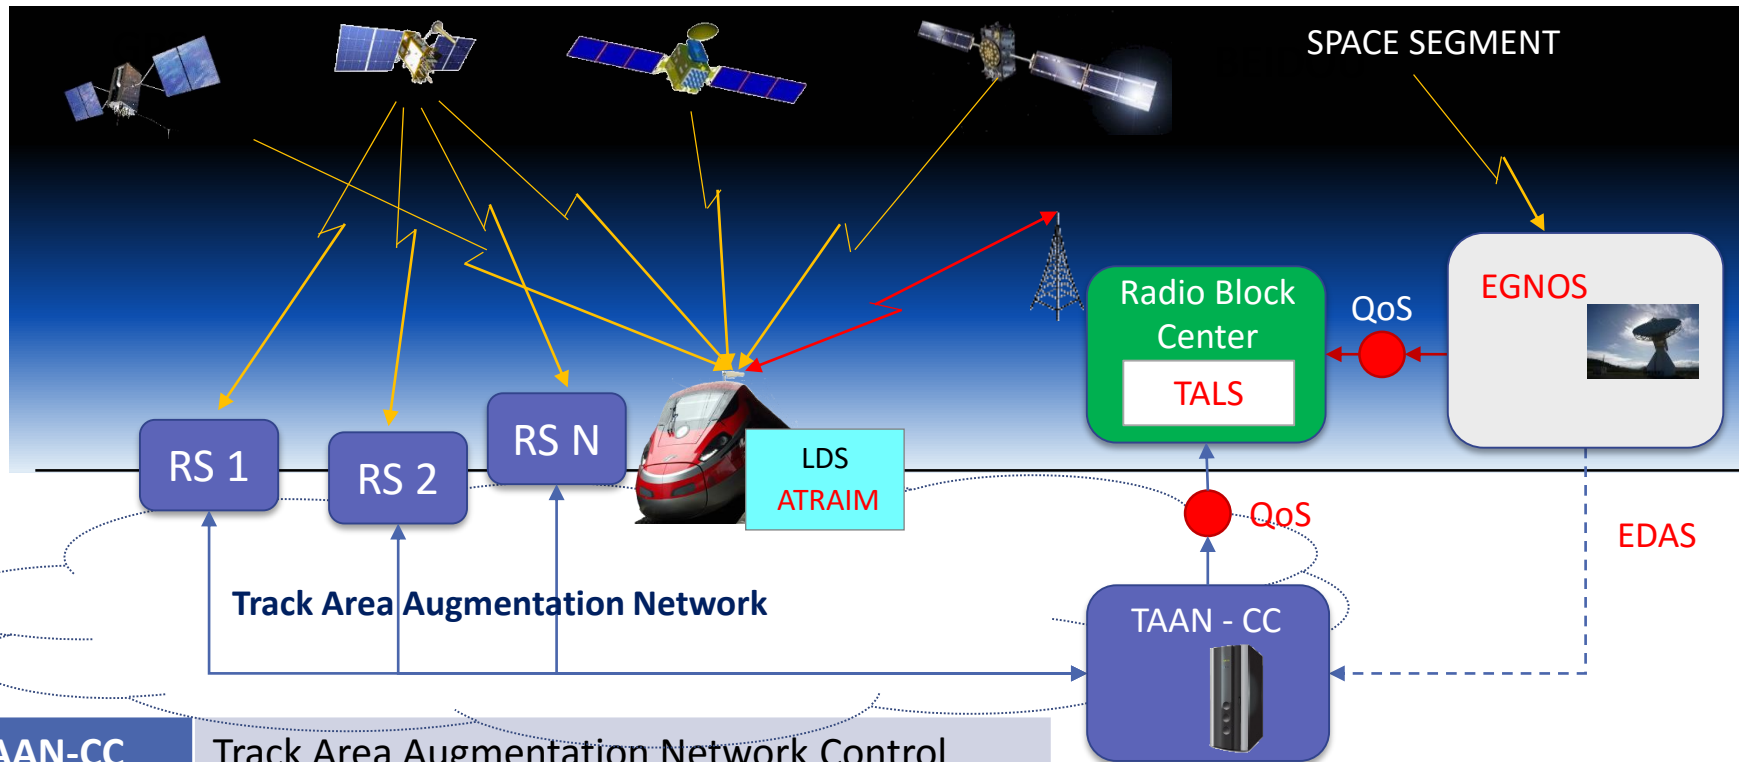 SPACE SEGMENT
EGNOS
Radio Block
Center
QoS
TALS
RS 1
RS 2
RS N
LDS
ATRAIM
QoS
EDAS
Track Area Augmentation Network
TAAN - CC
AAN-CC
Track Area Augmentation Network Control